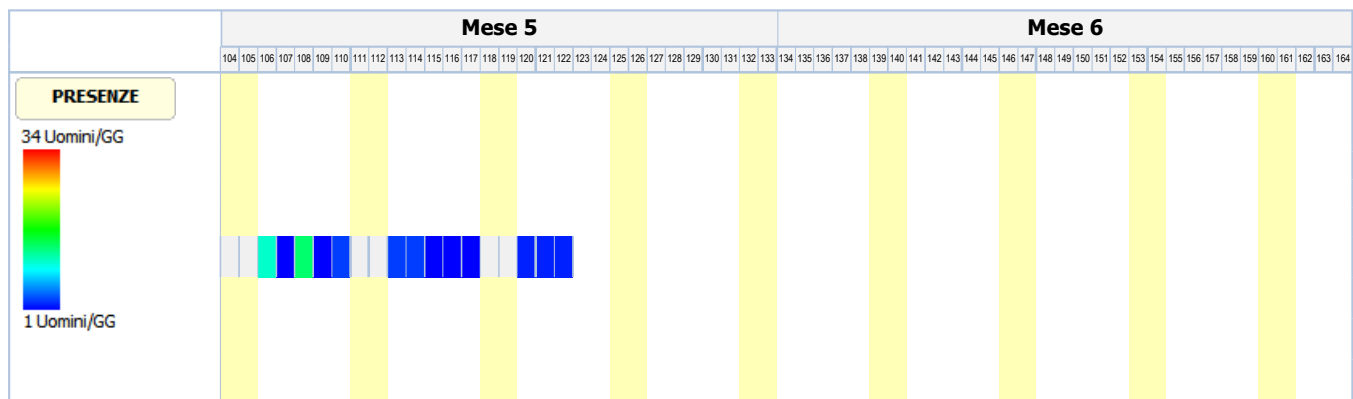 Mese 5 Mese 6
104 105 106 107 108 109 110 111 112 113 114 115 116 117 118 119 120 121 122 123 124 125 126 127 128 129 130 131 132 133 134 135 136 137 138 139 140 141 142 143 144 145 146 147 148 149 150 151 152 153 154 155 156 157 158 159 160 161 162 163 164
PRESENZE
34 Uomini/GG
1 Uomini/GG